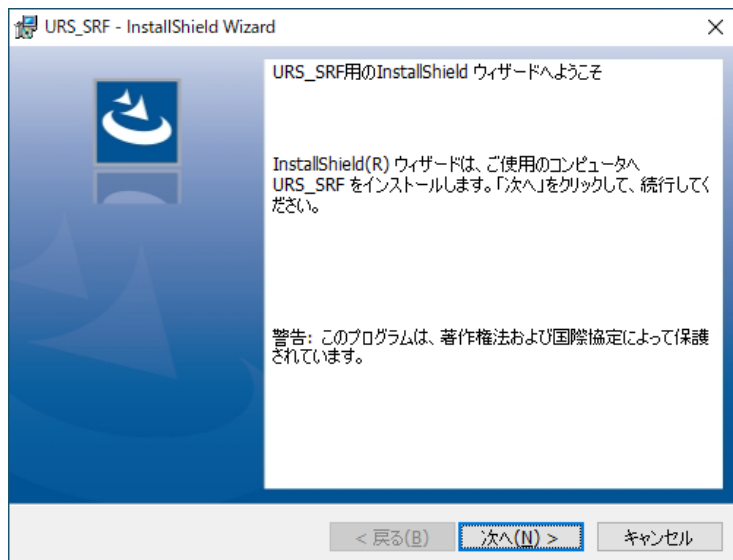 URS_SRF - InstallShield Wizard
URS_SRF用のInstallShield ウィザードへようこそ
InstallShield(R) ウィザードは、ご使用のコンピュータへ
URS_SRF をインストールします。「次へ」をクリックして、続行してく
ださい。
警告: このプログラムは、著作権法および国際協定によって保護
されています。
< 戻る(B)
次へ(N) >
キャンセル